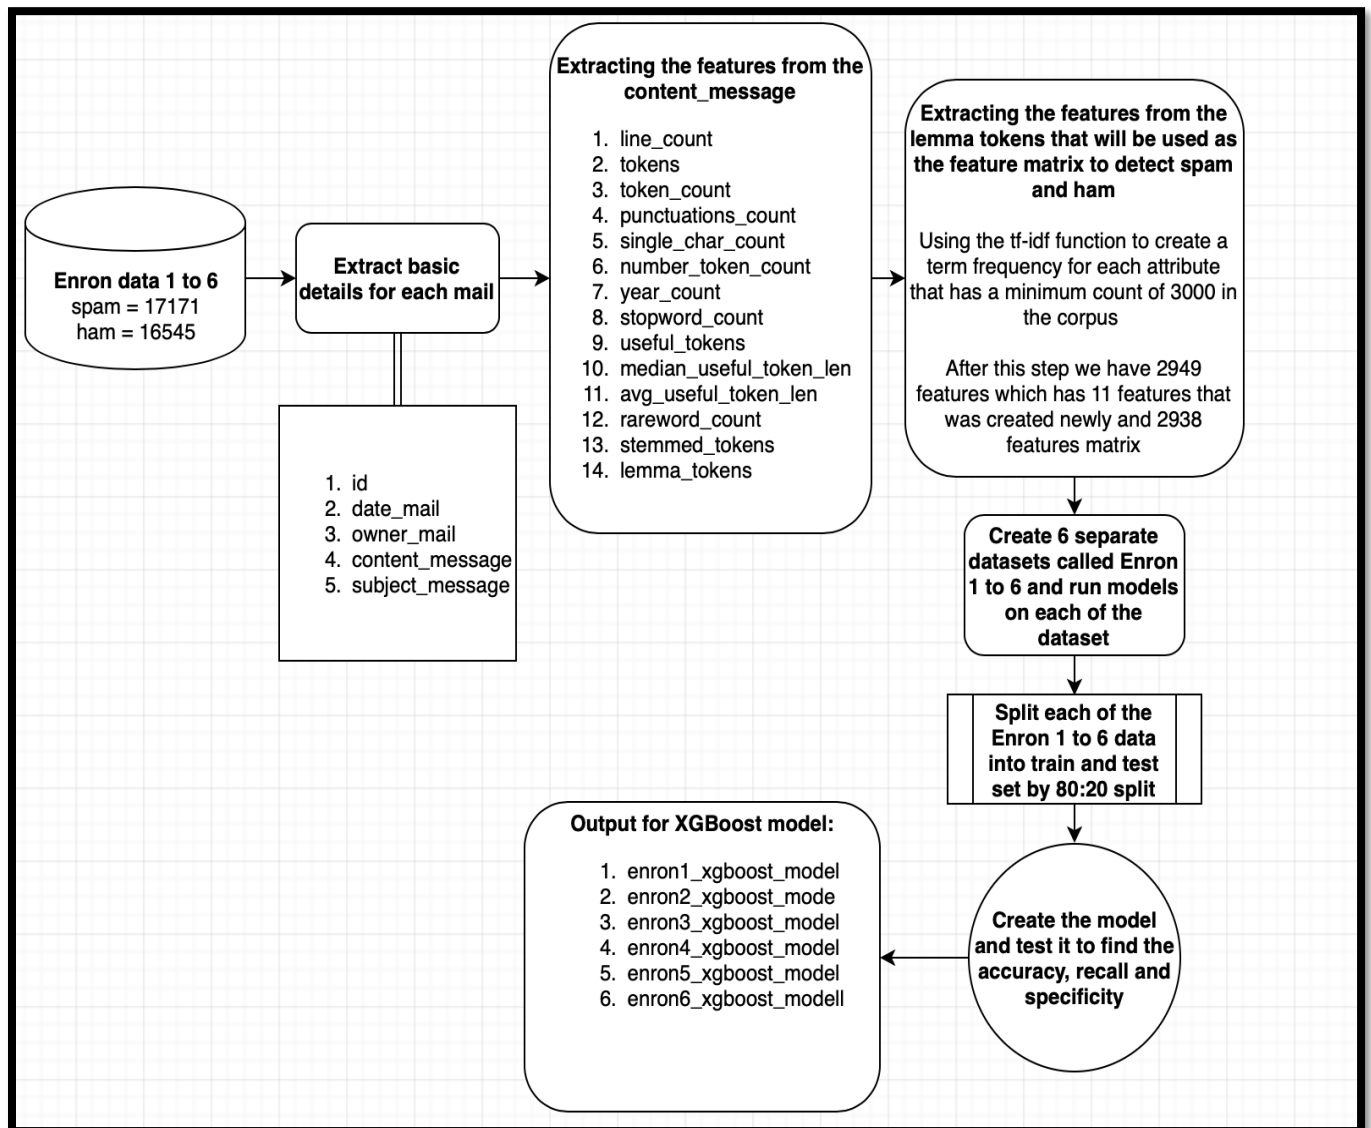 Enron data 1 to 6
spam = 17171
ham = 16545
Extract basic
details for each mail
1. id
2. date_mail
3. owner_mail
4. content_message
5. subject_message
Extracting the features from the
content_message
1. line_count
2. tokens
3. token_count
4. punctuations_count
5. single_char_count
6. number_token_count
7. year_count
8. stopword_count
9. useful_tokens
10. median_useful_token_len
11. avg_useful_token_len
12. rareword_count
13. stemmed_tokens
14. lemma_tokens
Extracting the features from the
lemma tokens that will be used as
the feature matrix to detect spam
and ham
Using the tf-idf function to create a
term frequency for each attribute
that has a minimum count of 3000 in
the corpus
After this step we have 2949
features which has 11 features that
was created newly and 2938
features matrix
Create 6 separate
datasets called Enron
1 to 6 and run models
on each of the
dataset
Split each of the
Enron 1 to 6 data
into train and test
set by 80:20 split
Create the model
and test it to find the
accuracy, recall and
specificity
Output for XGBoost model:
1. enron1_xgboost_model
2. enron2_xgboost_mode
3. enron3_xgboost_model
4. enron4_xgboost_model
5. enron5_xgboost_model
6. enron6_xgboost_modell